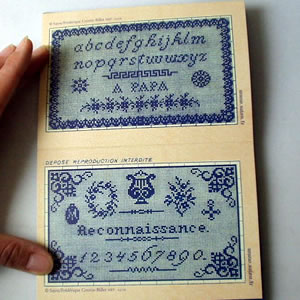 abcdefghijklm
nopqrstuvwxyz
A PAPA
DEPOSE REPRODUCTION INTERDITE
Reconnaissance.
1234567890.